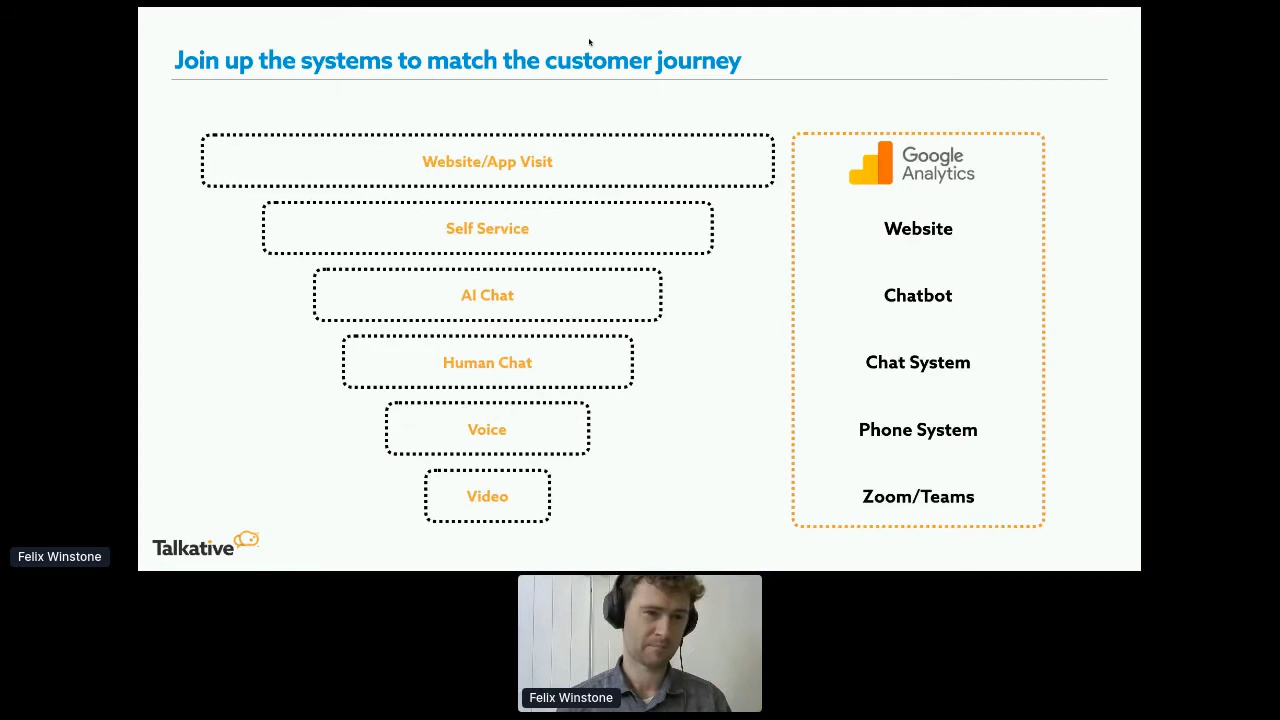 Join up the systems to match the customer journey
Website/App Visit
Google
Analytics
Self Service
Website
AI Chat
Chatbot
Human Chat
Chat System
Voice
Phone System
Video
Zoom/Teams
Talkative
Felix Winstone
Felix Winstone